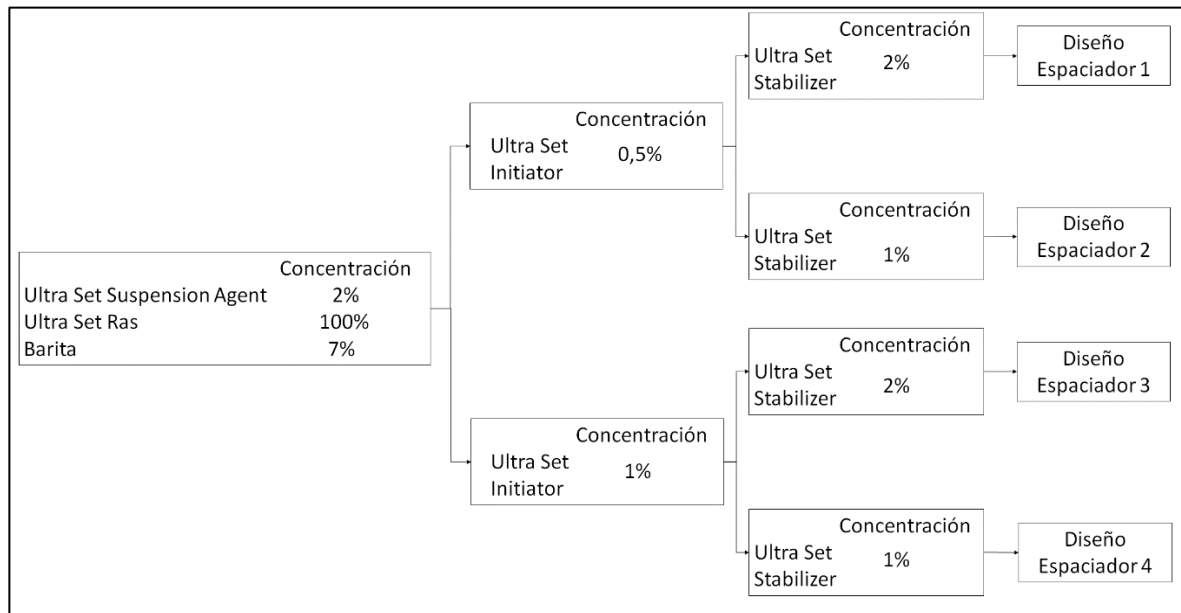 Concentración
Ultra Set Suspension Agent 2%
Ultra Set Ras 100%
Barita 7%
Concentración
Ultra Set
Initiator
0,5%
Concentración
Ultra Set
Stabilizer
2%
Diseño
Espaciador 1
Concentración
Ultra Set
Stabilizer
1%
Diseño
Espaciador 2
Concentración
Ultra Set
Initiator
1%
Concentración
Ultra Set
Stabilizer
2%
Diseño
Espaciador 3
Concentración
Ultra Set
Stabilizer
1%
Diseño
Espaciador 4